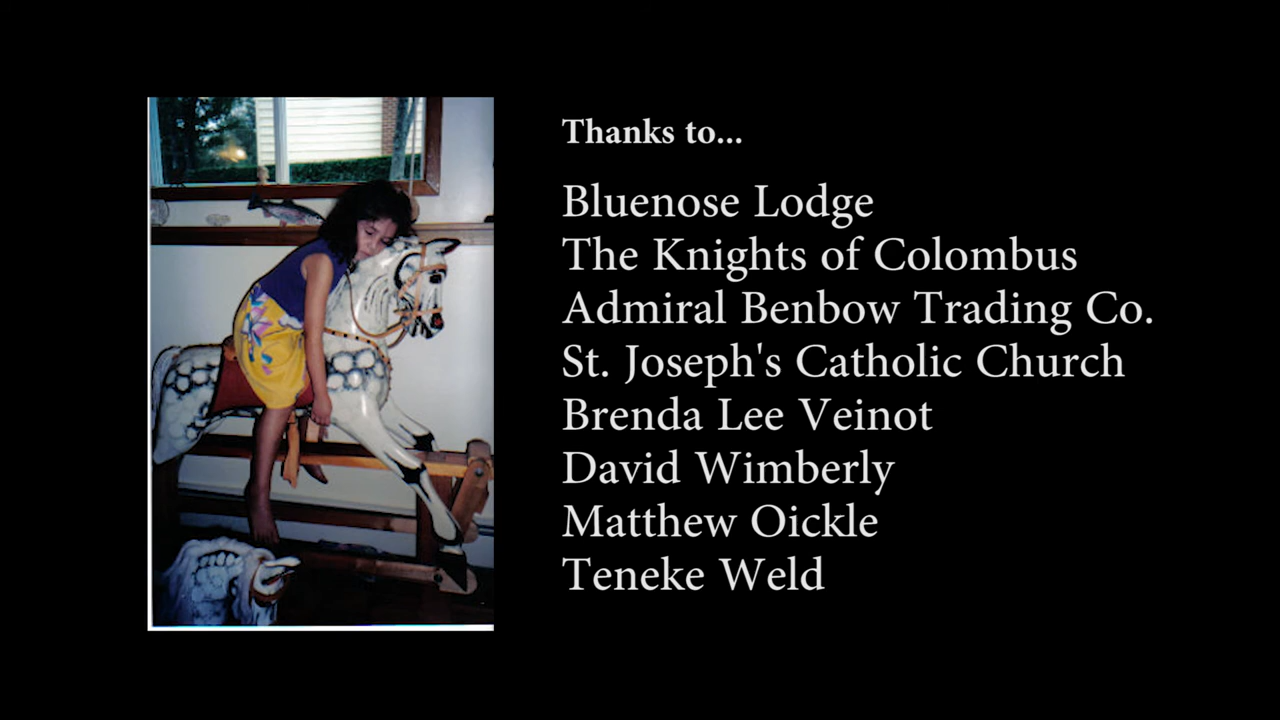 Thanks to...
Bluenose Lodge
The Knights of Colombus
Admiral Benbow Trading Co.
St. Joseph's Catholic Church
Brenda Lee Veinot
David Wimberly
Matthew Oickle
Teneke Weld